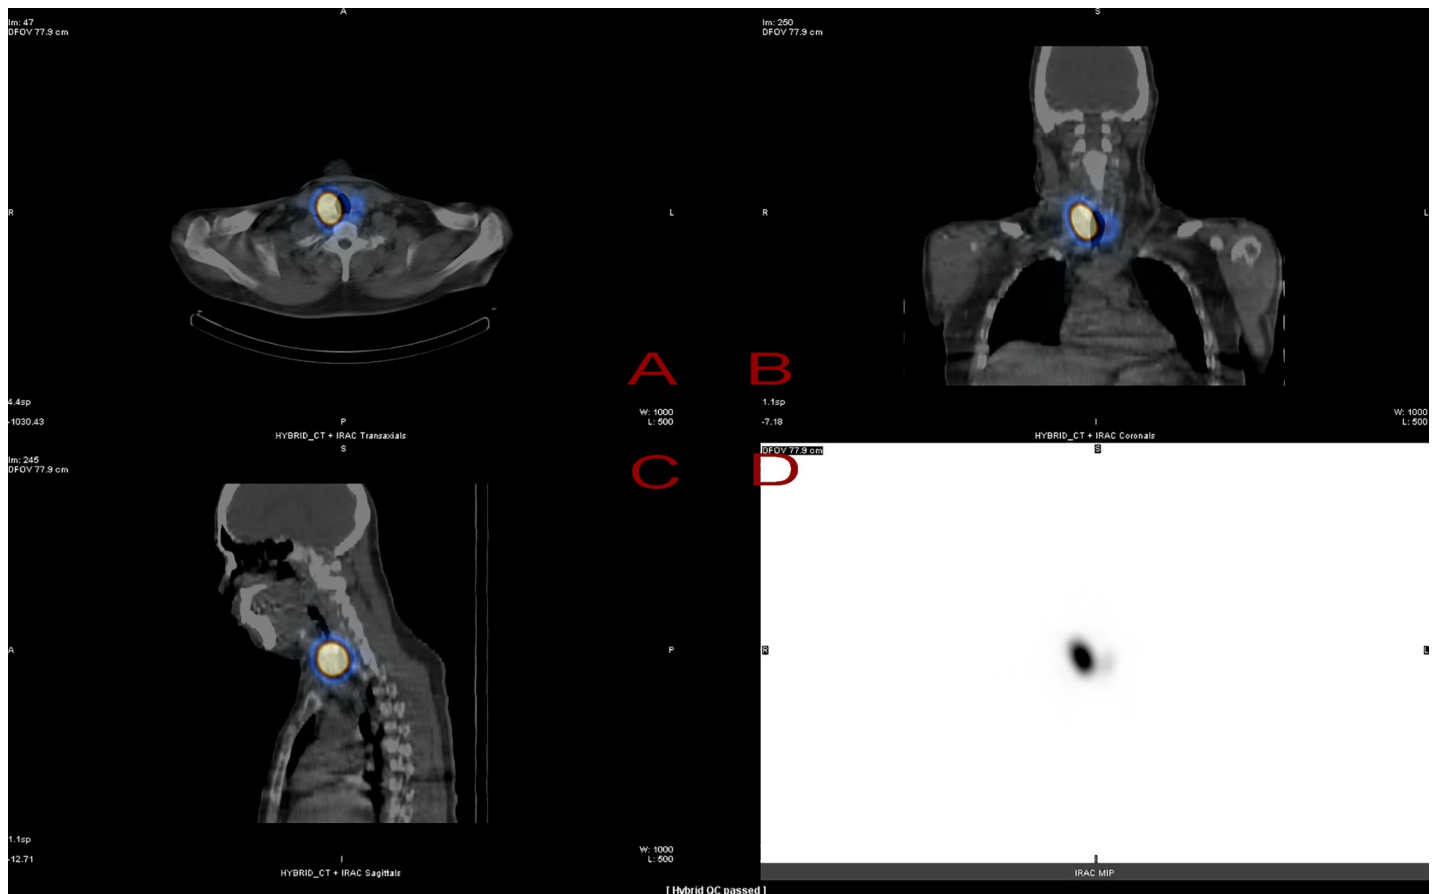 A
Im: 47
DFOV 77.9 cm
R
L
4.4sp
-1030.43
P
W: 1000
L: 500
HYBRID_CT + IRAC Transaxials
A
S
Im: 250
DFOV 77.9 cm
R
L
B
1.1sp
-7.18
I
W: 1000
L: 500
HYBRID_CT + IRAC Coronals
S
Im: 245
DFOV 77.9 cm
C
A
P
1.1sp
-12.71
I
W: 1000
L: 500
HYBRID_CT + IRAC Sagittals
DFOV 77.9 cm
S
D
R
L
I
IRAC MIP
[ Hybrid QC passed ]